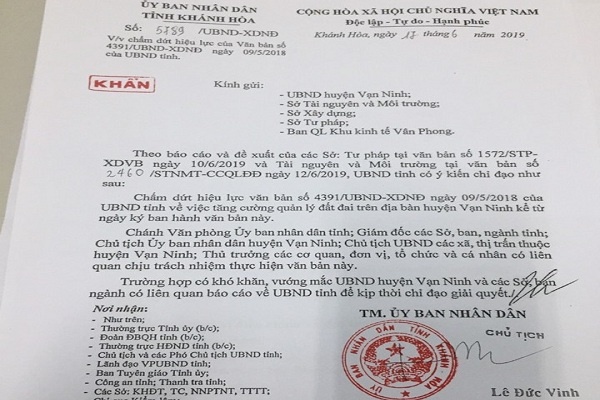 ỦY BAN NHÂN DÂN
TỈNH KHÁNH HÒA
CỘNG HÒA XÃ HỘI CHỦ NGHĨA VIỆT NAM
Độc lập - Tự do - Hạnh phúc
Số: 5789 /UBND-XDNĐ
Khánh Hòa, ngày 17 tháng 6 năm 2019
V/v chấm dứt hiệu lực của Văn bản số
4391/UBND-XDNĐ ngày 09/5/2018
của UBND tỉnh.
KHẨN
Kính gửi:
- UBND huyện Vạn Ninh;
- Sở Tài nguyên và Môi trường;
- Sở Xây dựng;
- Sở Tư pháp;
- Ban QL Khu kinh tế Vân Phong.
Theo báo cáo và đề xuất của các Sở: Tư pháp tại văn bản số 1572/STP-
XDVB ngày 10/6/2019 và Tài nguyên và Môi trường tại văn bản số
2460 /STNMT-CCQLĐĐ ngày 12/6/2019, UBND tỉnh có ý kiến chỉ đạo như
sau:
Chấm dứt hiệu lực văn bản số 4391/UBND-XDNĐ ngày 09/5/2018 của
UBND tỉnh về việc tăng cường quản lý đất đai trên địa bàn huyện Vạn Ninh kể từ
ngày ký ban hành văn bản này.
Chánh Văn phòng Ủy ban nhân dân tỉnh; Giám đốc các Sở, ban, ngành tỉnh;
Chủ tịch Ủy ban nhân dân huyện Vạn Ninh; Chủ tịch UBND các xã, thị trấn thuộc
huyện Vạn Ninh; Thủ trưởng các cơ quan, đơn vị, tổ chức và cá nhân có liên
quan chịu trách nhiệm thực hiện văn bản này.
Trường hợp có khó khăn, vướng mắc UBND huyện Vạn Ninh và các Sở, ban
ngành có liên quan báo cáo về UBND tỉnh để kịp thời chỉ đạo giải quyết./.
Nơi nhận:
- Như trên;
- Thường trực Tỉnh ủy (b/c);
- Đoàn ĐBQH tỉnh (b/c);
- Thường trực HĐND tỉnh (b/c);
- Chủ tịch và các Phó Chủ tịch UBND tỉnh;
- Lãnh đạo VPUBND tỉnh;
- Ban Tuyên giáo Tỉnh ủy;
- Công an tỉnh; Thanh tra tỉnh;
- Các Sở: KHĐT, TC, NNPTNT, TTTT;
TM. ỦY BAN NHÂN DÂN
CHỦ TỊCH
ỦY BAN NHÂN DÂN TỈNH KHÁNH HÒA
Lê Đức Vinh